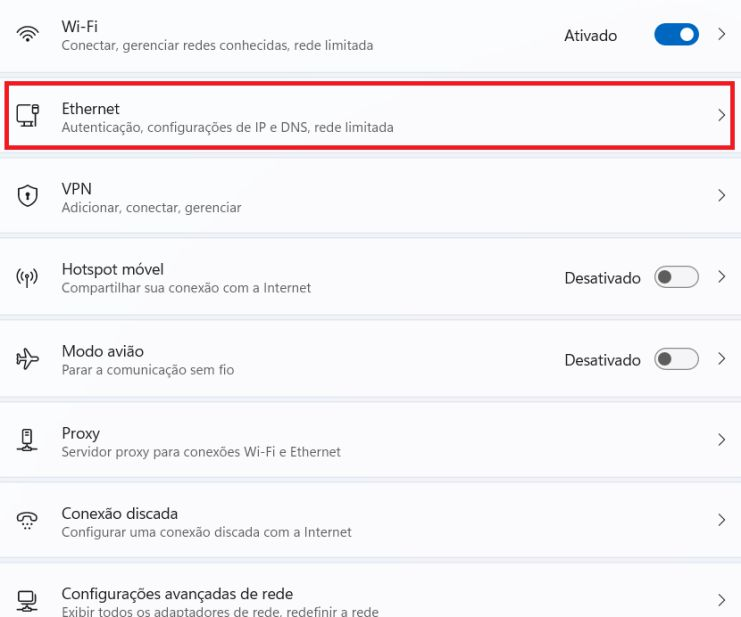 Wi-Fi
Conectar, gerenciar redes conhecidas, rede limitada
Ativado
Ethernet
Autenticação, configurações de IP e DNS, rede limitada
VPN
Adicionar, conectar, gerenciar
Hotspot móvel
Compartilhar sua conexão com a Internet
Desativado
Modo avião
Parar a comunicação sem fio
Desativado
Proxy
Servidor proxy para conexões Wi-Fi e Ethernet
Conexão discada
Configurar uma conexão discada com a Internet
Configurações avançadas de rede
Exibir todos os adaptadores de rede, redefinir a rede